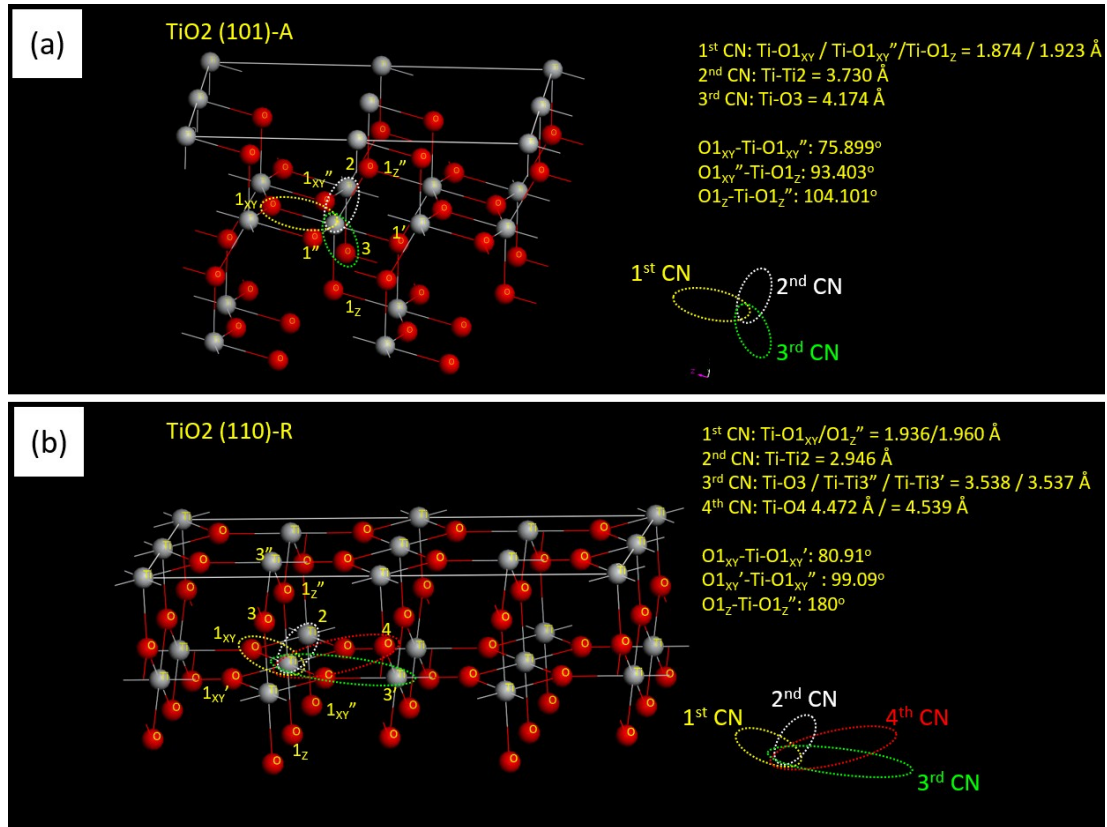 (a)
TiO2 (101)-A
1st CN: Ti-O1XY / Ti-O1XY″/Ti-O1Z = 1.874 / 1.923 Å
2nd CN: Ti-Ti2 = 3.730 Å
3rd CN: Ti-O3 = 4.174 Å
O1XY-Ti-O1XY″: 75.899°
O1XY″-Ti-O1Z: 93.403°
O1Z-Ti-O1Z″: 104.101°
1XY″
2
1Z″
1XY
1″
3
1′
1Z
1st CN
2nd CN
3rd CN
(b)
TiO2 (110)-R
1st CN: Ti-O1XY/O1Z″ = 1.936/1.960 Å
2nd CN: Ti-Ti2 = 2.946 Å
3rd CN: Ti-O3 / Ti-Ti3″ / Ti-Ti3′ = 3.538 / 3.537 Å
4th CN: Ti-O4 4.472 Å / = 4.539 Å
O1XY-Ti-O1XY′: 80.91°
O1XY′-Ti-O1XY″ : 99.09°
O1Z-Ti-O1Z″: 180°
3″
1Z″
3
2
1XY
4
1XY′
1XY″
3′
1Z
2nd CN
1st CN
4th CN
3rd CN